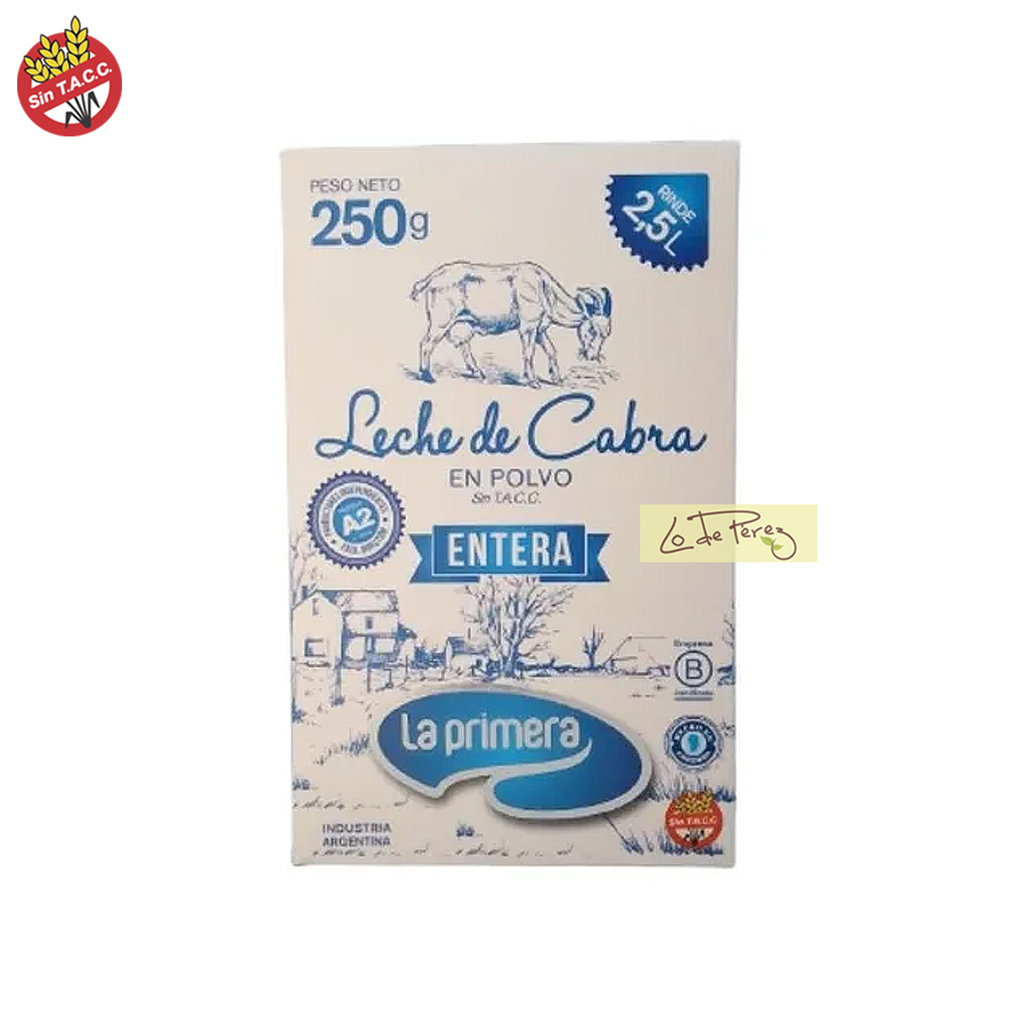 Sin T.A.C.C.
PESO NETO
250g
RINDE
2,5L
Leche de Cabra
EN POLVO
Sin T.A.C.C.
A2
ENTERA
Lo De Pérez
Empresa
B
La primera
Sin T.A.C.C.
INDUSTRIA
ARGENTINA